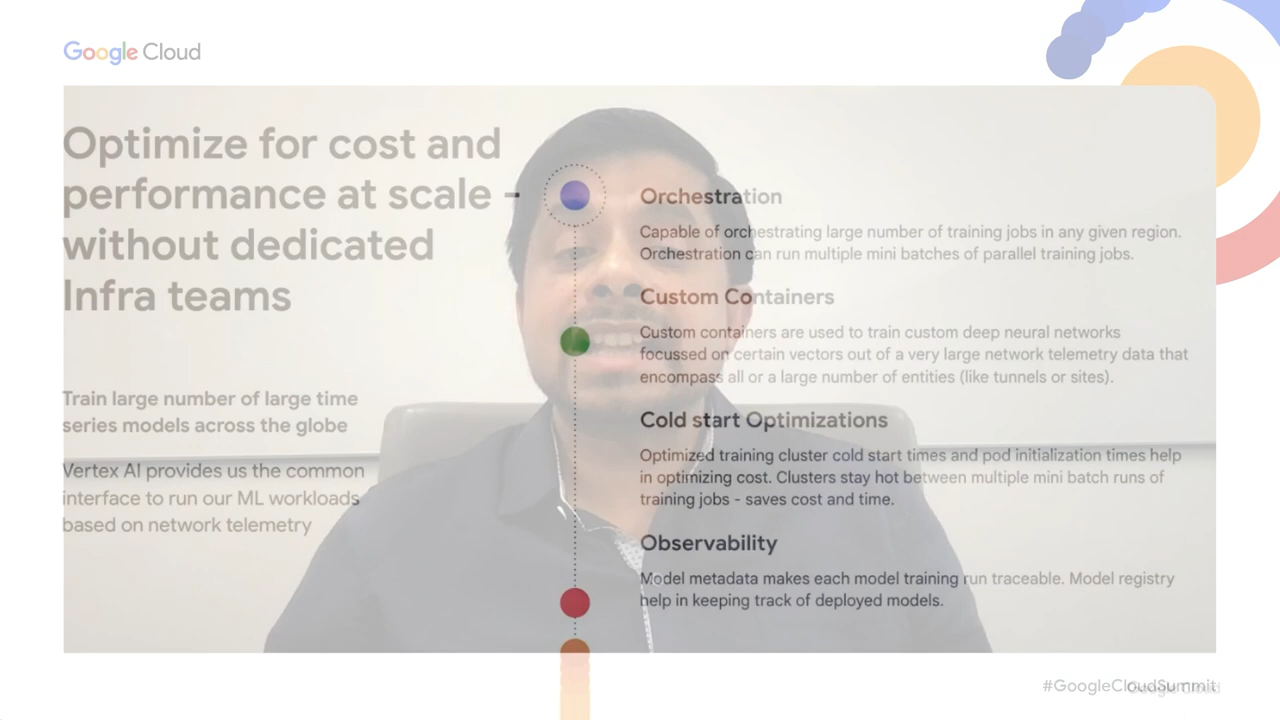 Google Cloud
Optimize for cost and
performance at scale -
without dedicated
Infra teams
Train large number of large time
series models across the globe
Vertex AI provides us the common
interface to run our ML workloads
based on network telemetry
Orchestration
Capable of orchestrating large number of training jobs in any given region.
Orchestration can run multiple mini batches of parallel training jobs.
Custom Containers
Custom containers are used to train custom deep neural networks
focussed on certain vectors out of a very large network telemetry data that
encompass all or a large number of entities (like tunnels or sites).
Cold start Optimizations
Optimized training cluster cold start times and pod initialization times help
in optimizing cost. Clusters stay hot between multiple mini batch runs of
training jobs - saves cost and time.
Observability
Model metadata makes each model training run traceable. Model registry
help in keeping track of deployed models.
#GoogleCloudSummit
Google Cloud